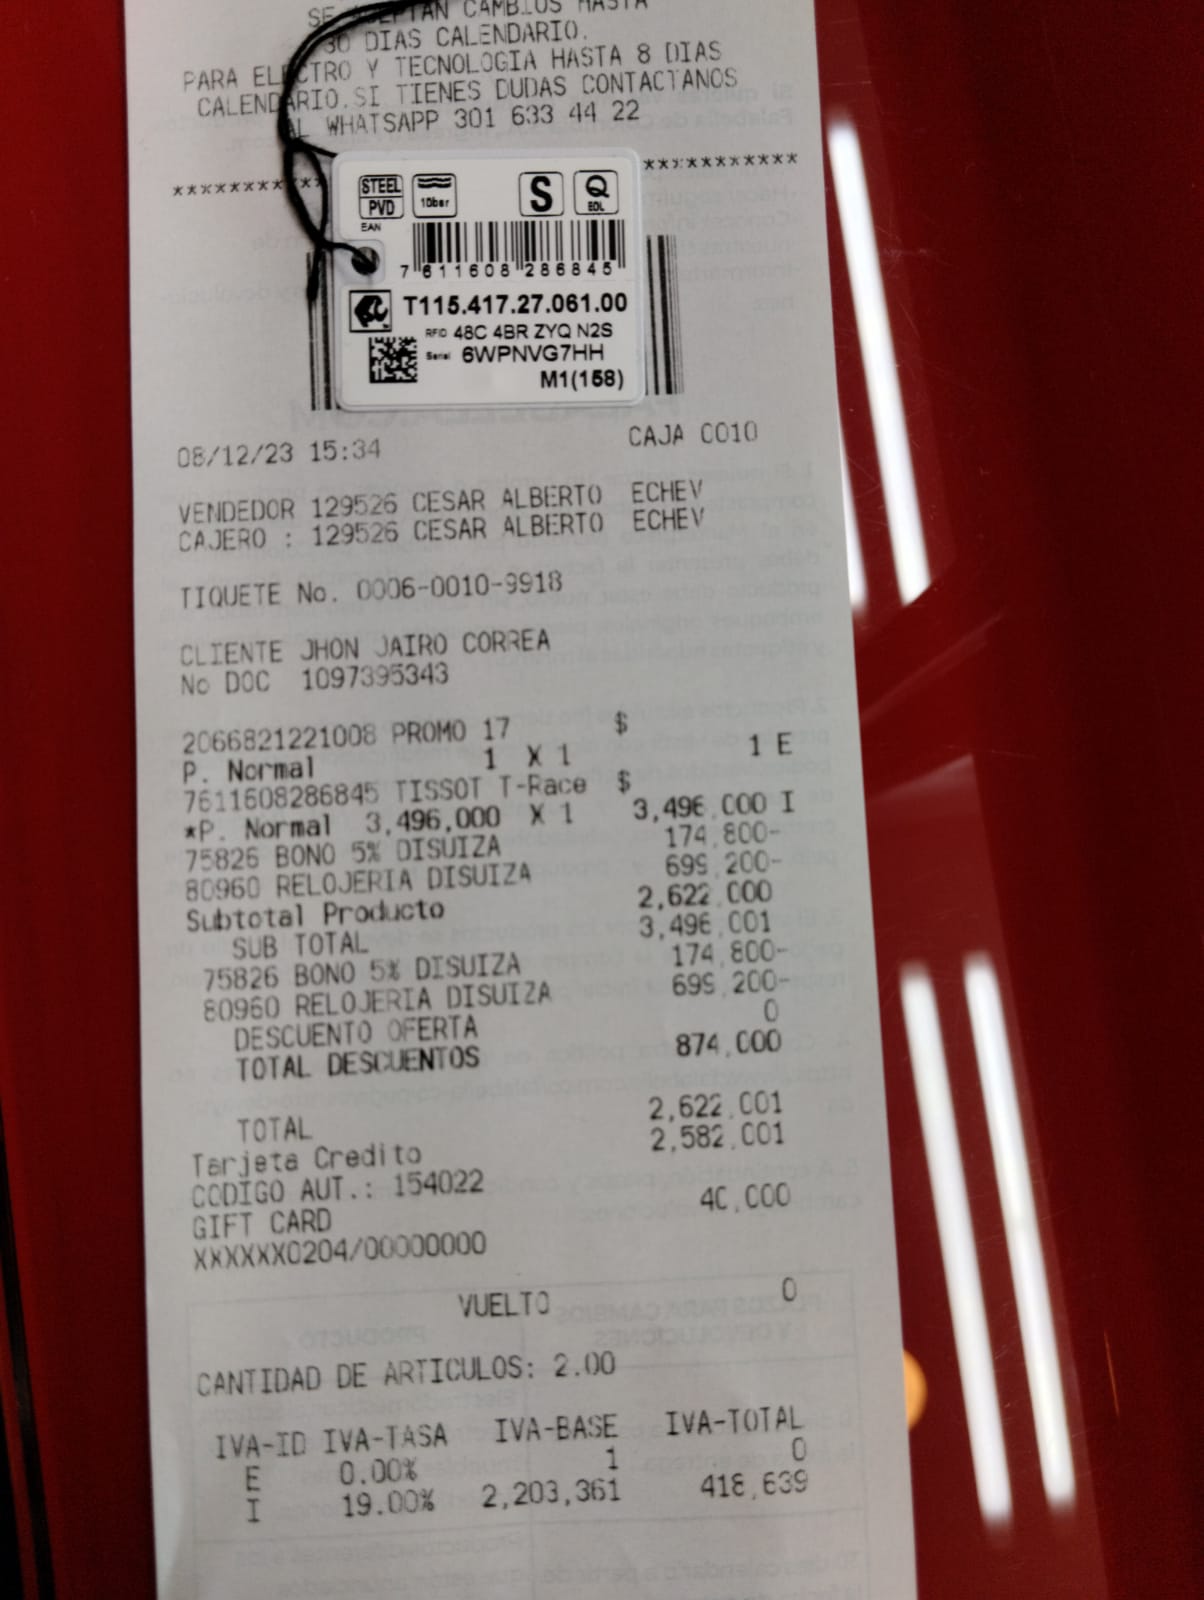 SE ACEPTAN CAMBIOS HASTA
30 DIAS CALENDARIO.
PARA ELECTRO Y TECNOLOGIA HASTA 8 DIAS
CALENDARIO.SI TIENES DUDAS CONTACTANOS
AL WHATSAPP 301 633 44 22
STEEL
PVD
10bar
S
Q
EOL
EAN
7 611608 286845
T115.417.27.061.00
RFID 48C 4BR ZYQ N2S
Serial 6WPNVG7HH
M1(158)
08/12/23 15:34 CAJA 0010
VENDEDOR 129526 CESAR ALBERTO ECHEV
CAJERO : 129526 CESAR ALBERTO ECHEV
TIQUETE No. 0006-0010-9918
CLIENTE JHON JAIRO CORREA
No DOC 1097395343
2066821221008 PROMO 17 $
P. Normal 1 X 1 1 E
7611608286845 TISSOT T-Race $
*P. Normal 3,496,000 X 1 3,496,000 I
75826 BONO 5% DISUIZA 174,800-
80960 RELOJERIA DISUIZA 699,200-
Subtotal Producto 2,622,000
SUB TOTAL 3,496,001
75826 BONO 5% DISUIZA 174,800-
80960 RELOJERIA DISUIZA 699,200-
DESCUENTO OFERTA 0
TOTAL DESCUENTOS 874,000
TOTAL 2,622,001
Tarjeta Credito 2,582,001
CODIGO AUT.: 154022
GIFT CARD 40,000
XXXXXX0204/00000000
VUELTO 0
CANTIDAD DE ARTICULOS: 2.00
IVA-ID IVA-TASA IVA-BASE IVA-TOTAL
E 0.00% 1 0
I 19.00% 2,203,361 418,639